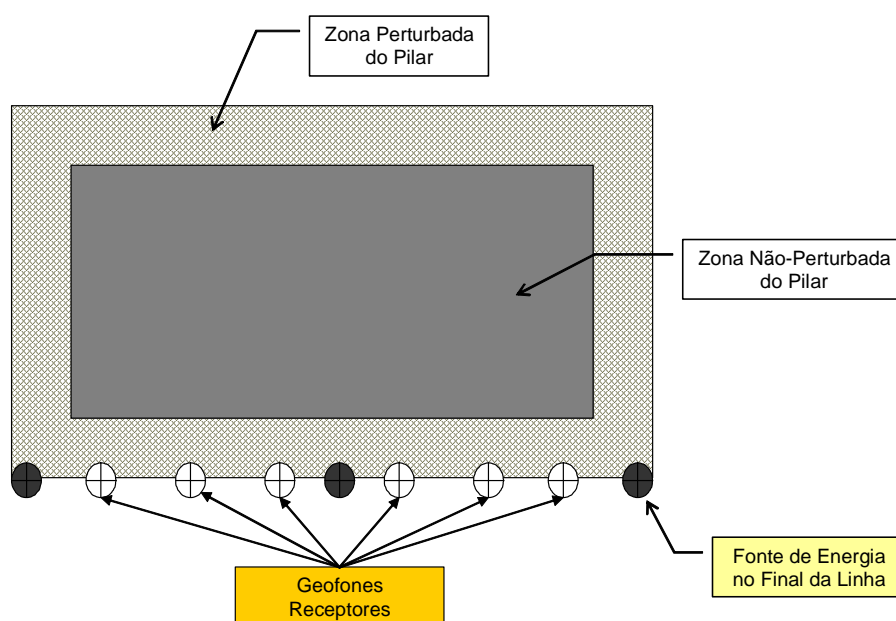 Zona Perturbada
do Pilar
Zona Não-Perturbada
do Pilar
Fonte de Energia
no Final da Linha
Geofones
Receptores